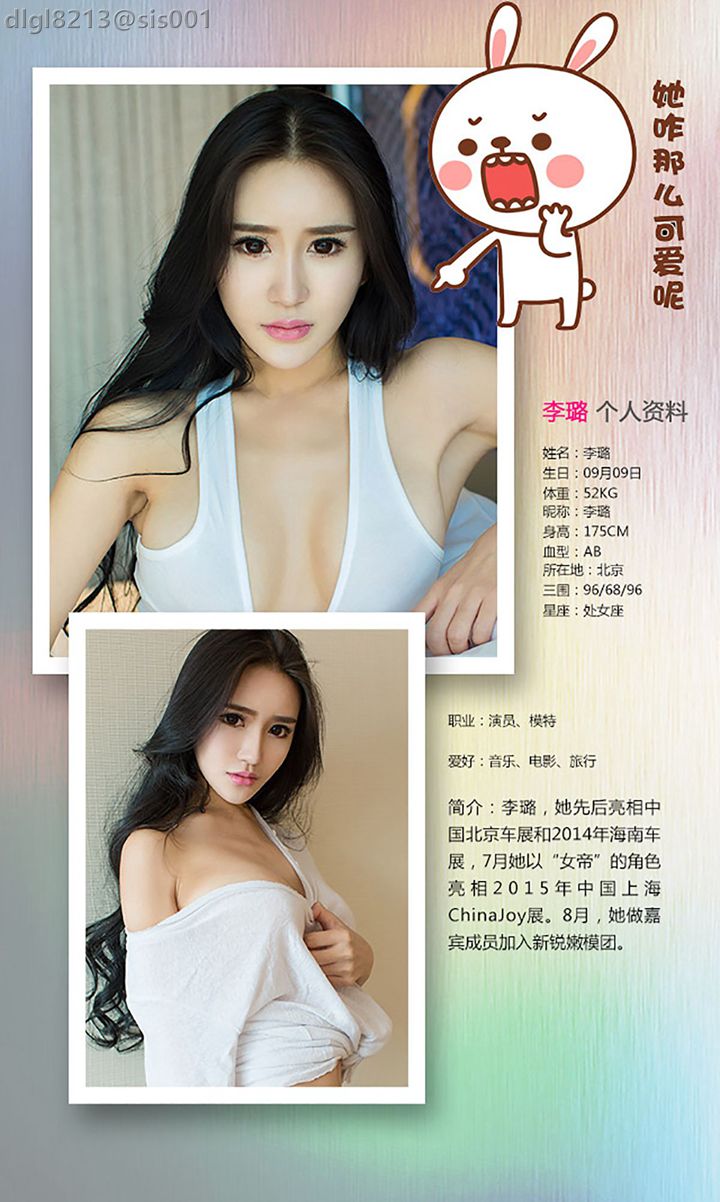 dlgl8213@sis001
她咋那么可爱呢
李璐 个人资料
姓名：李璐
生日：09月09日
体重：52KG
昵称：李璐
身高：175CM
血型：AB
所在地：北京
三围：96/68/96
星座：处女座
职业：演员、模特
爱好：音乐、电影、旅行
简介：李璐，她先后亮相中
国北京车展和2014年海南车
展，7月她以“女帝”的角色
亮相2015年中国上海
ChinaJoy展。8月，她做嘉
宾成员加入新锐嫩模团。